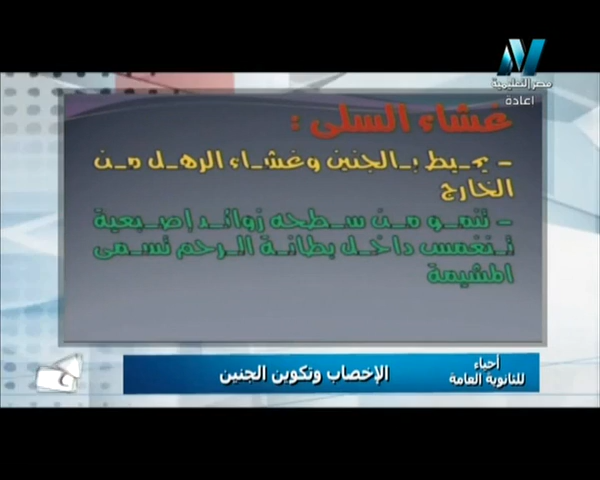 مصر التعليمية
إعادة
غشاء السلى :
- يحيط بالجنين وغشاء الرهل من
الخارج
- تنمو من سطحه زوائد إصبعية
تنغمس داخل بطانة الرحم تسمى
المشيمة
أحياء
للثانوية العامة
الإخصاب وتكوين الجنين